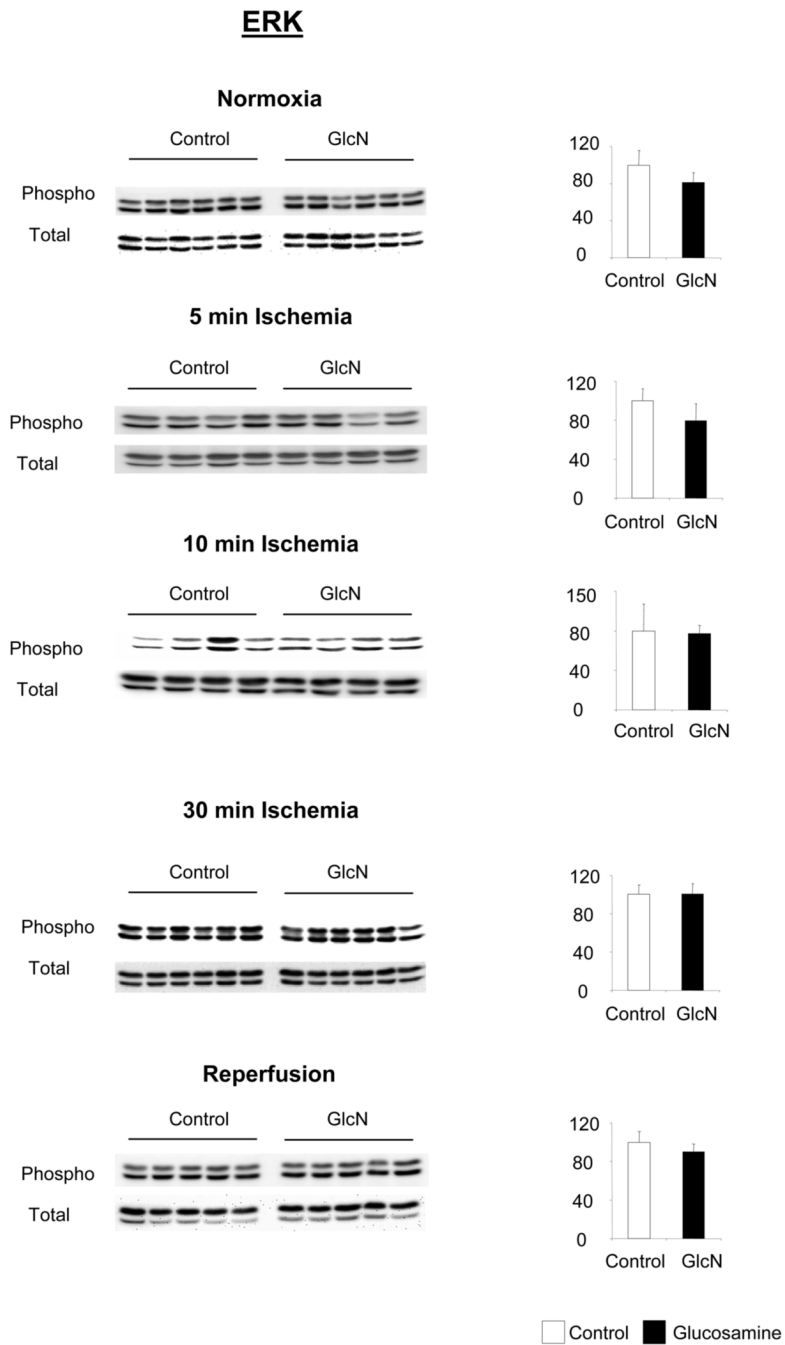 ERK
Normoxia
Control GlcN
Phospho
Total
120
80
40
0
Control GlcN
5 min Ischemia
Control GlcN
Phospho
Total
120
80
40
0
Control GlcN
10 min Ischemia
Control GlcN
Phospho
Total
150
80
40
0
Control GlcN
30 min Ischemia
Control GlcN
Phospho
Total
120
80
40
0
Control GlcN
Reperfusion
Control GlcN
Phospho
Total
120
80
40
0
Control GlcN
Control Glucosamine